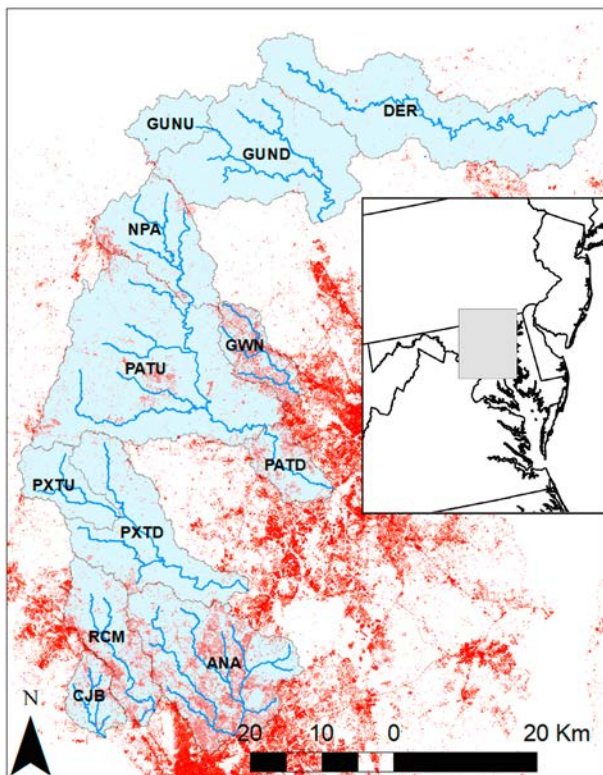 DER
GUNU
GUND
NPA
GWN
PATU
PATD
PXTU
PXTD
RCM
ANA
CJB
N
20 10 0 20 Km